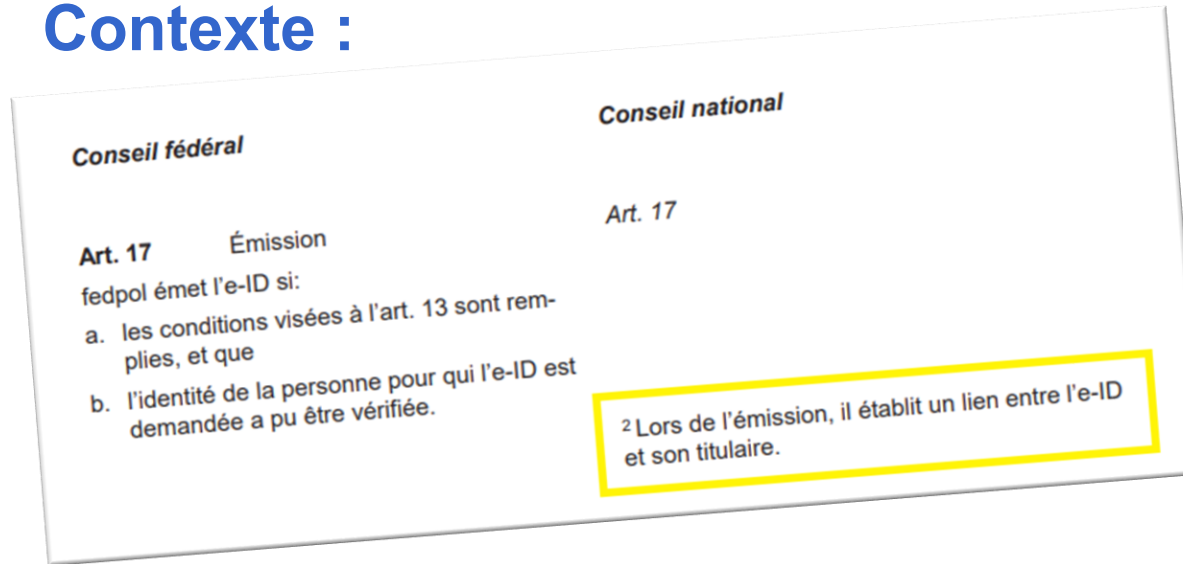 Contexte :
Conseil fédéral
Conseil national
Art. 17 Émission
Art. 17
fedpol émet l’e-ID si:
a. les conditions visées à l’art. 13 sont rem-
plies, et que
b. l’identité de la personne pour qui l’e-ID est
demandée a pu être vérifiée.
2 Lors de l’émission, il établit un lien entre l’e-ID
et son titulaire.